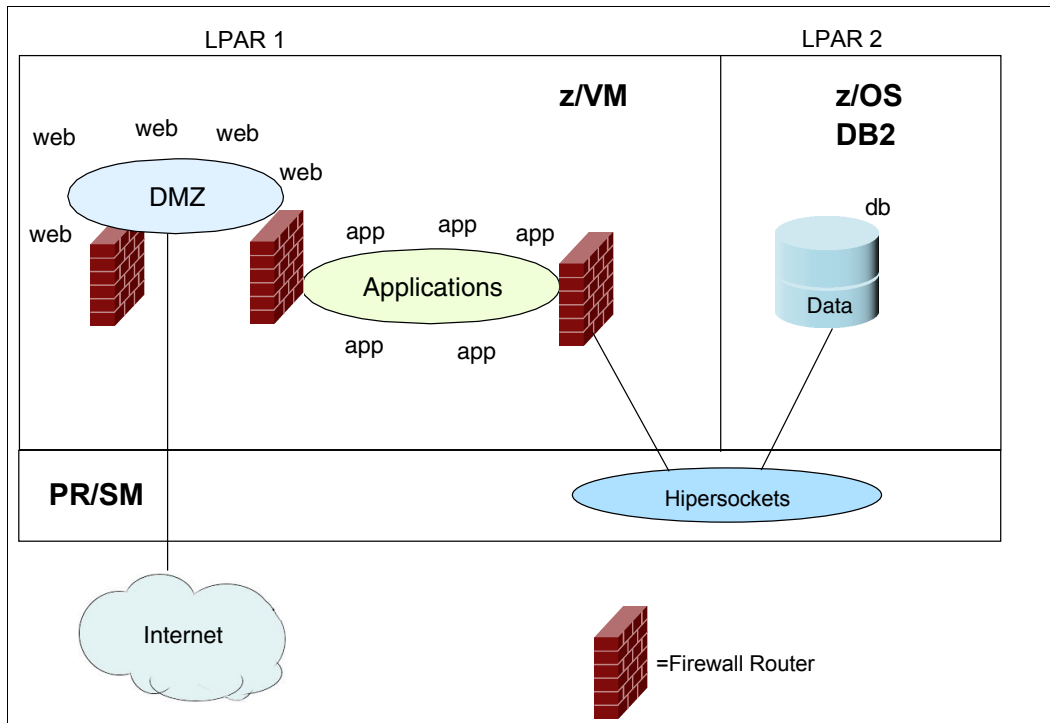 LPAR 1
LPAR 2
z/VM
z/OS
DB2
web
web
web
web
web
DMZ
app
app
app
Applications
app
app
db
Data
PR/SM
Hipersockets
Internet
=Firewall Router